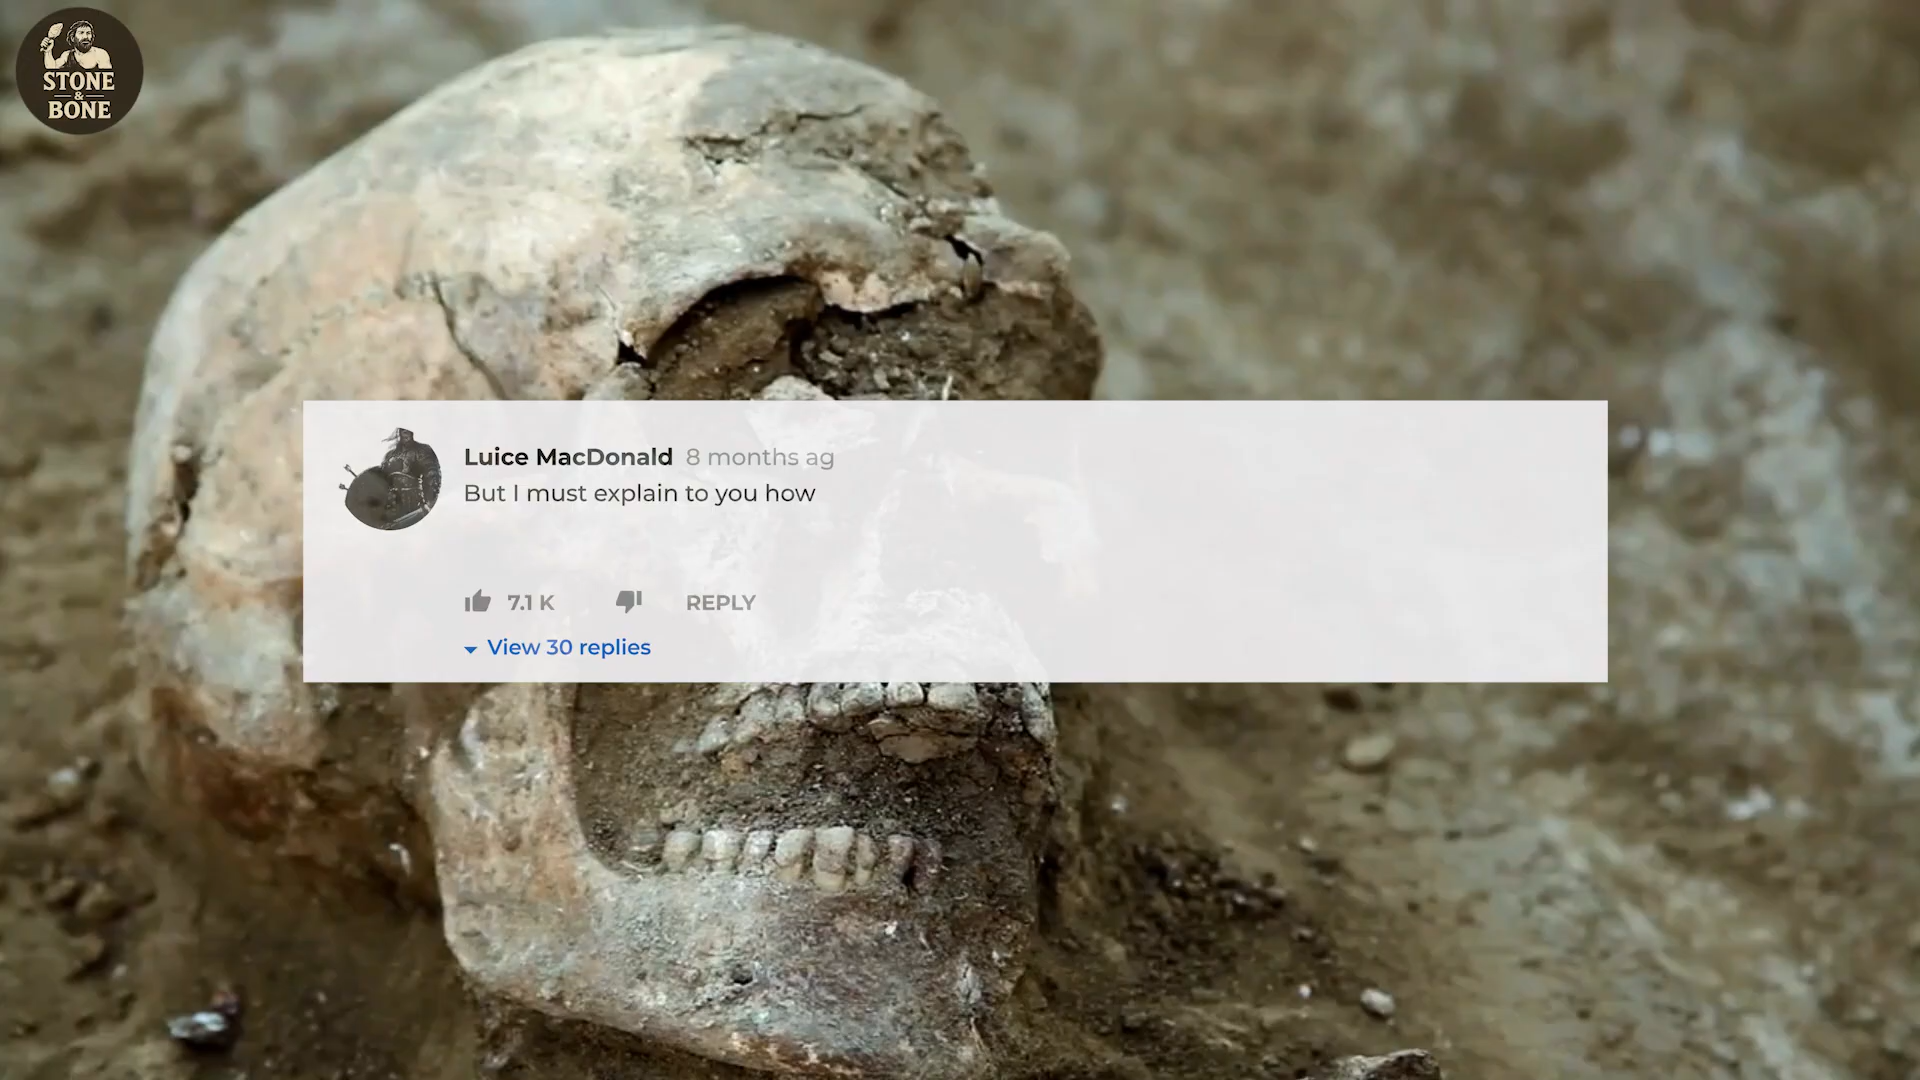 STONE
&
BONE
Luice MacDonald 8 months ag
But I must explain to you how
7.1 K REPLY
View 30 replies